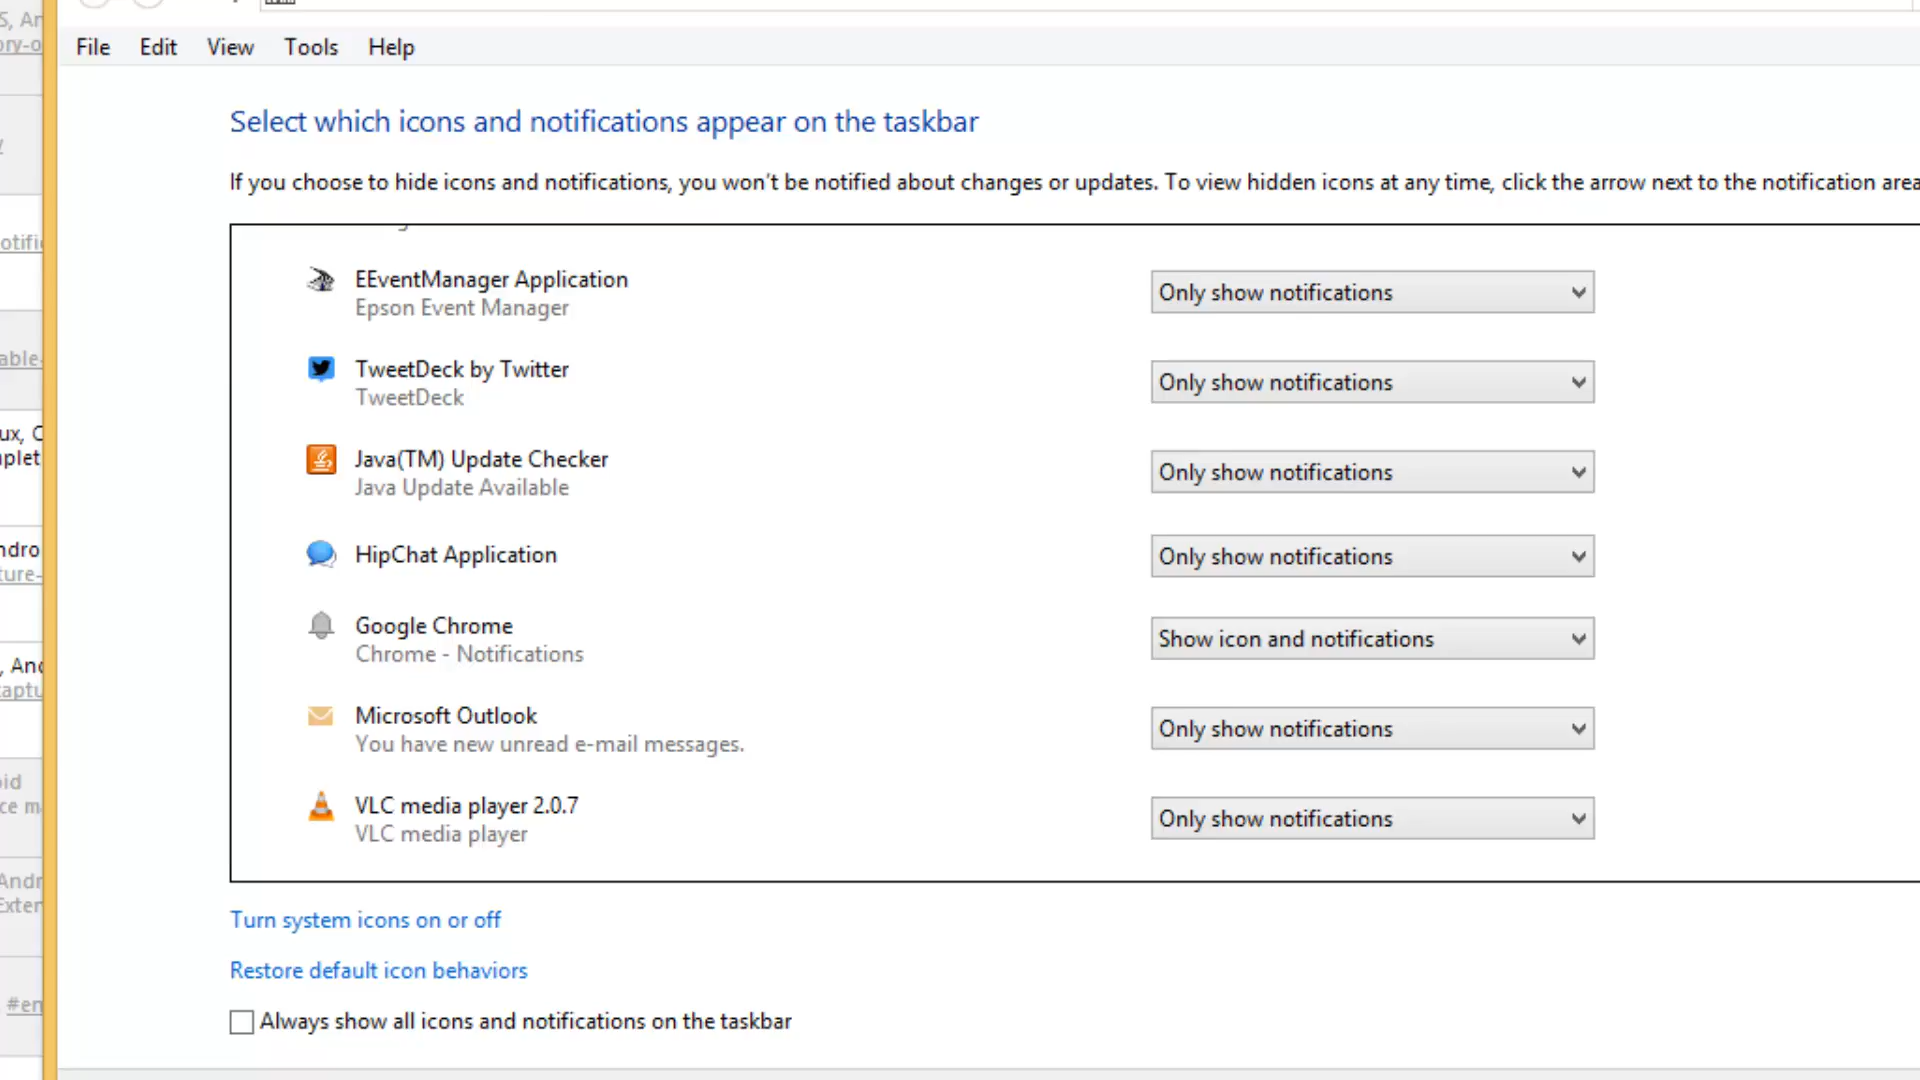 File Edit View Tools Help
Select which icons and notifications appear on the taskbar
If you choose to hide icons and notifications, you won't be notified about changes or updates. To view hidden icons at any time, click the arrow next to the notification area
EEventManager Application
Epson Event Manager
Only show notifications
TweetDeck by Twitter
TweetDeck
Only show notifications
Java(TM) Update Checker
Java Update Available
Only show notifications
HipChat Application
Only show notifications
Google Chrome
Chrome - Notifications
Show icon and notifications
Microsoft Outlook
You have new unread e-mail messages.
Only show notifications
VLC media player 2.0.7
VLC media player
Only show notifications
Turn system icons on or off
Restore default icon behaviors
Always show all icons and notifications on the taskbar